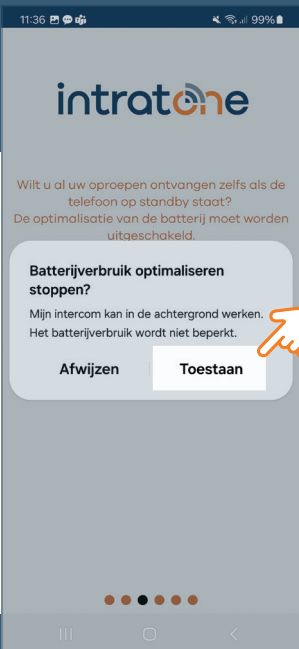 11:36 99%
intratone
Wilt u al uw oproepen ontvangen zelfs als de
telefoon op standby staat?
De optimalisatie van de batterij moet worden
uitgeschakeld.
Batterijverbruik optimaliseren
stoppen?
Mijn intercom kan in de achtergrond werken.
Het batterijverbruik wordt niet beperkt.
Afwijzen Toestaan